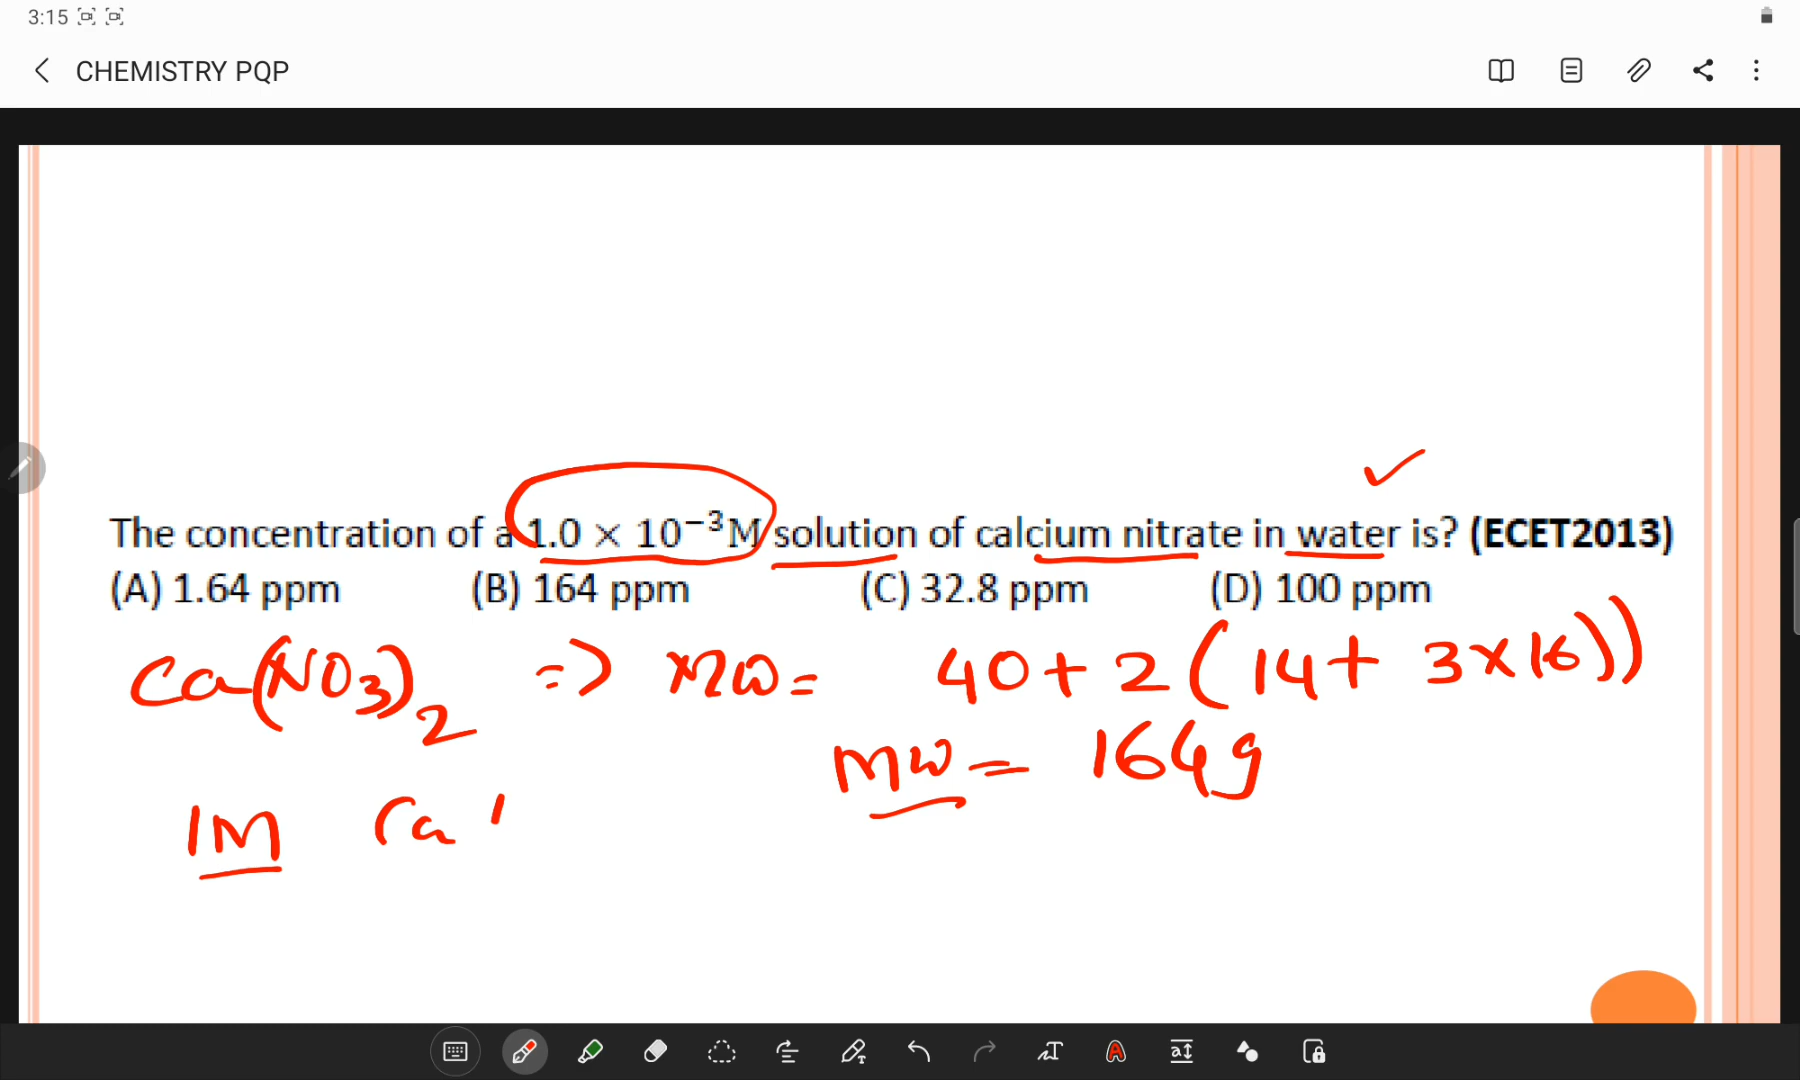 3:15
CHEMISTRY PQP
The concentration of a 1.0 × 10⁻³M solution of calcium nitrate in water is? (ECET2013)
(A) 1.64 ppm (B) 164 ppm (C) 32.8 ppm (D) 100 ppm
Ca(NO₃)₂ => MW = 40 + 2 (14 + 3×16))
MW = 164g
1M Ca